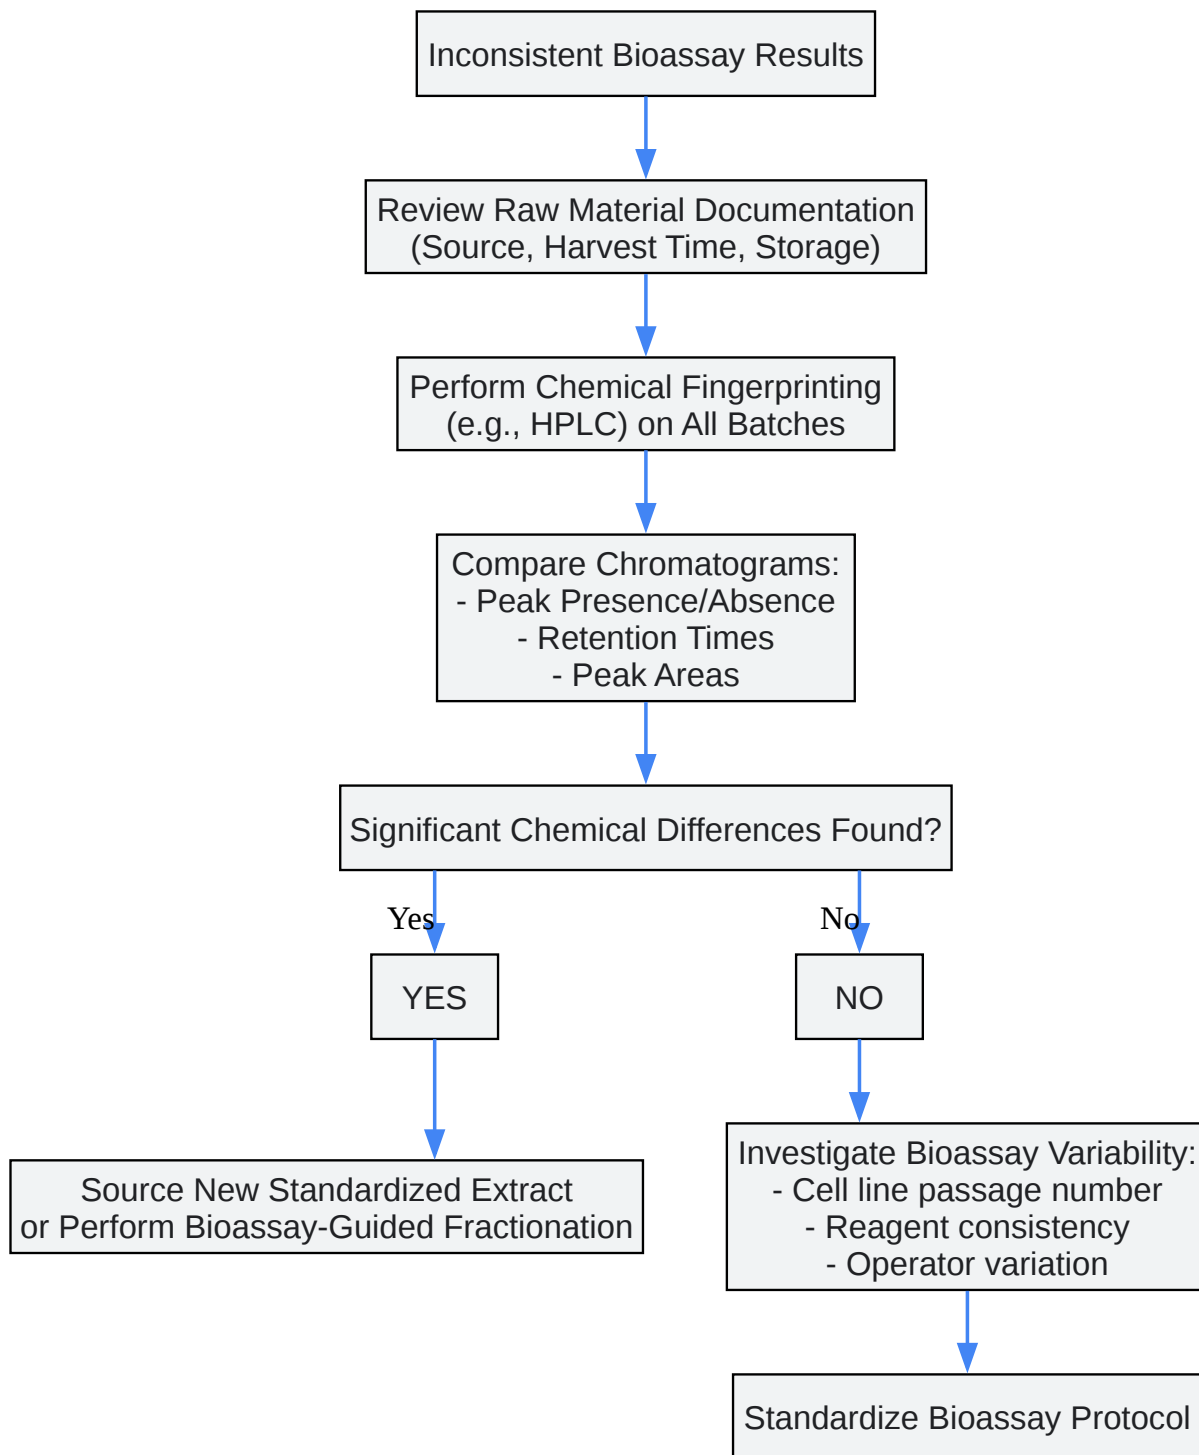 Inconsistent Bioassay Results
Review Raw Material Documentation
(Source, Harvest Time, Storage)
Perform Chemical Fingerprinting
(e.g., HPLC) on All Batches
Compare Chromatograms:
- Peak Presence/Absence
- Retention Times
- Peak Areas
Significant Chemical Differences Found?
Yes
No
YES
NO
Source New Standardized Extract
or Perform Bioassay-Guided Fractionation
Investigate Bioassay Variability:
- Cell line passage number
- Reagent consistency
- Operator variation
Standardize Bioassay Protocol